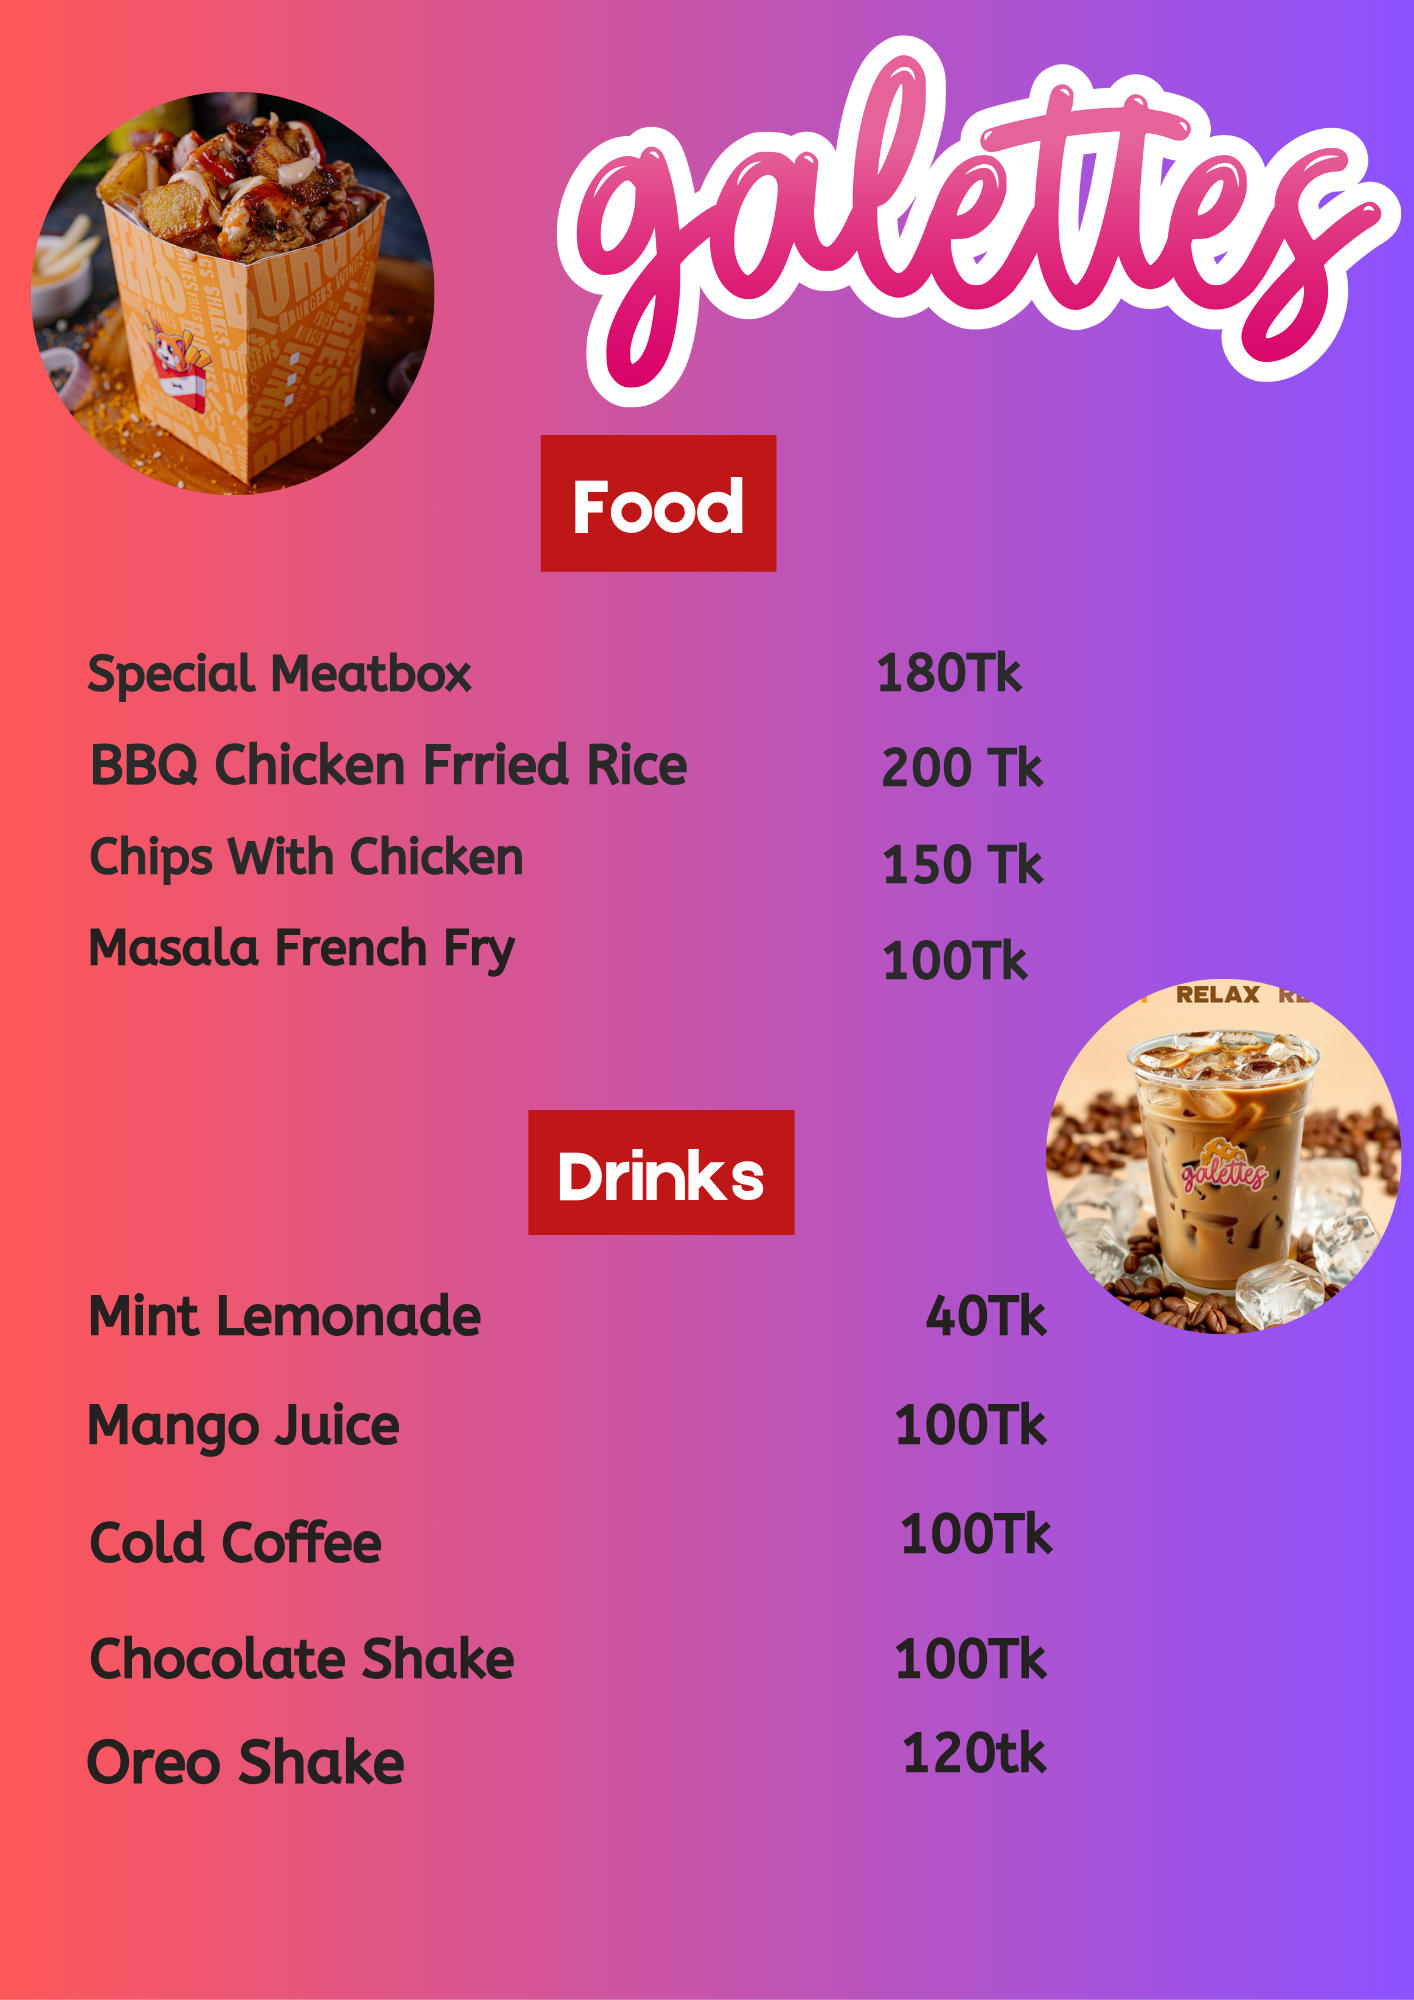 galettes
Food
Special Meatbox 180Tk
BBQ Chicken Frried Rice 200 Tk
Chips With Chicken 150 Tk
Masala French Fry 100Tk
RELAX
galettes
Drinks
Mint Lemonade 40Tk
Mango Juice 100Tk
Cold Coffee 100Tk
Chocolate Shake 100Tk
Oreo Shake 120tk